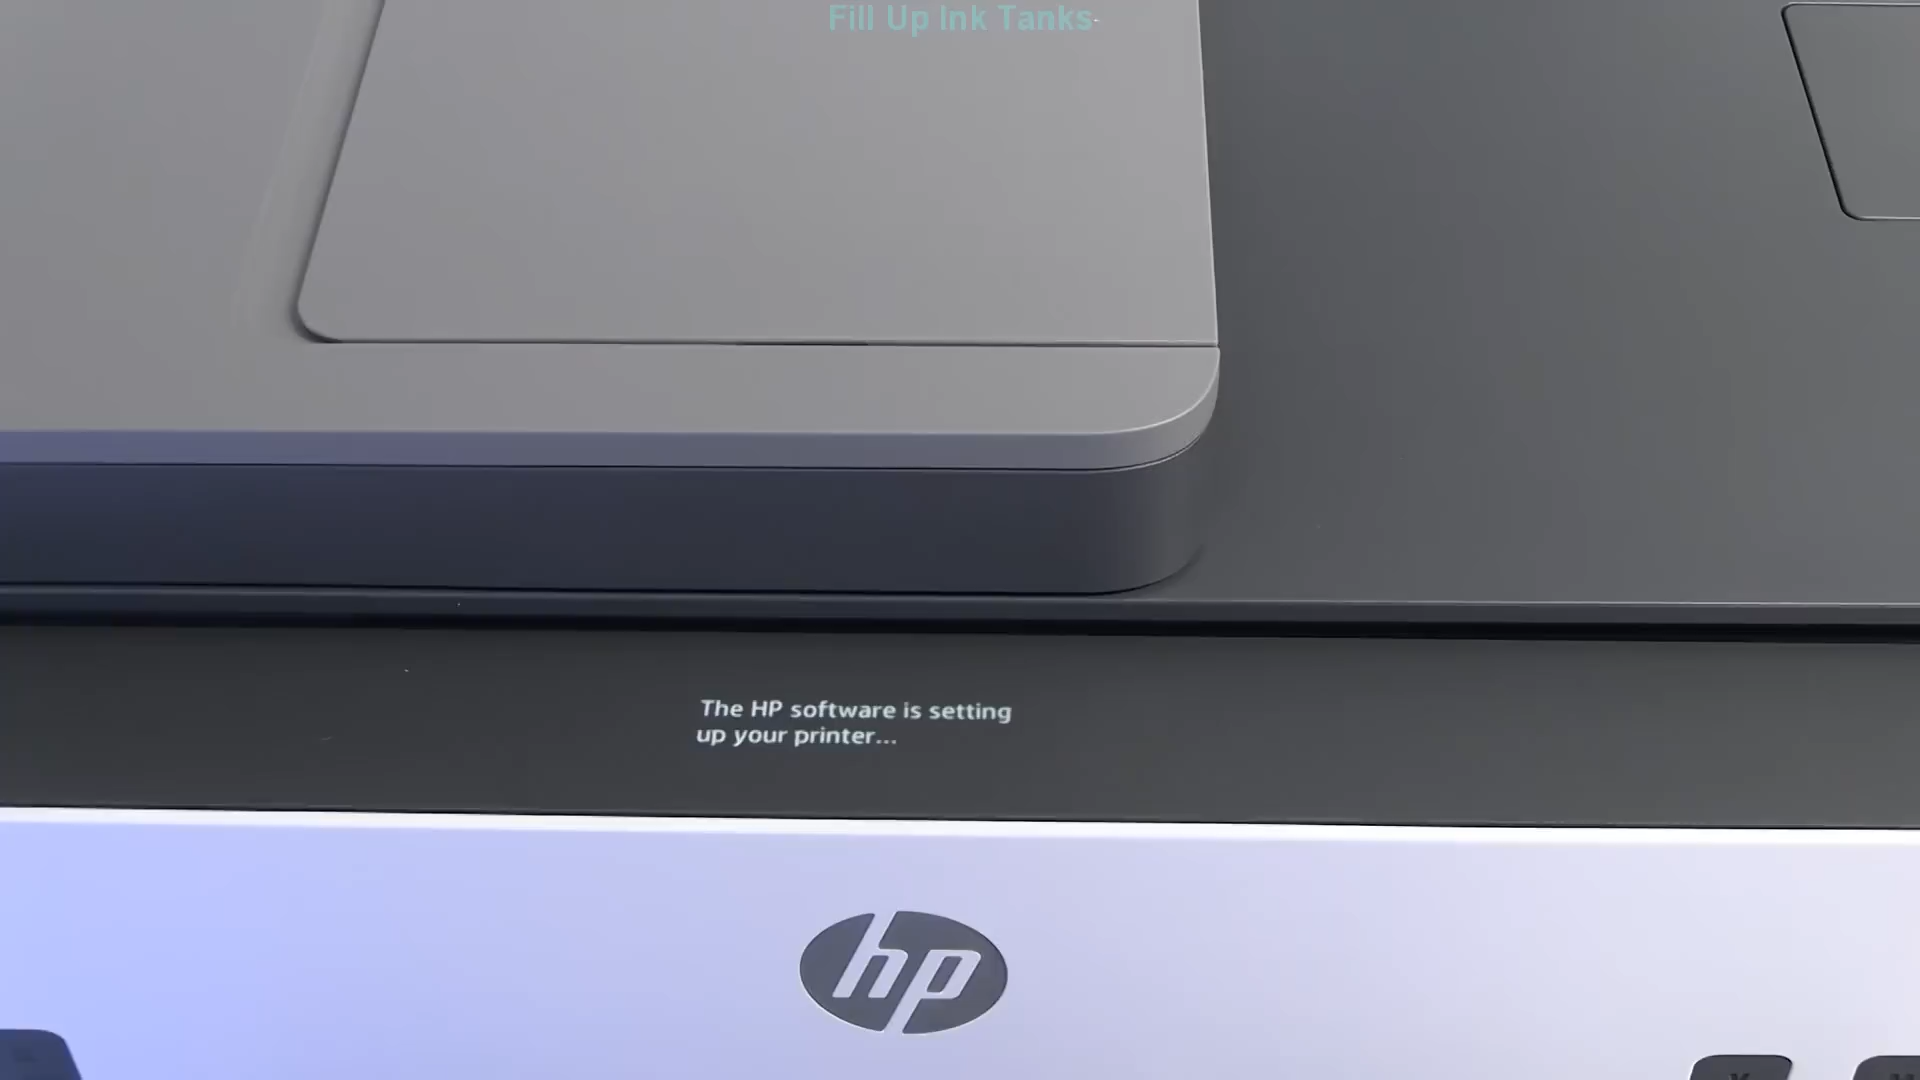 Fill Up Ink Tanks
The HP software is setting
up your printer...
hp